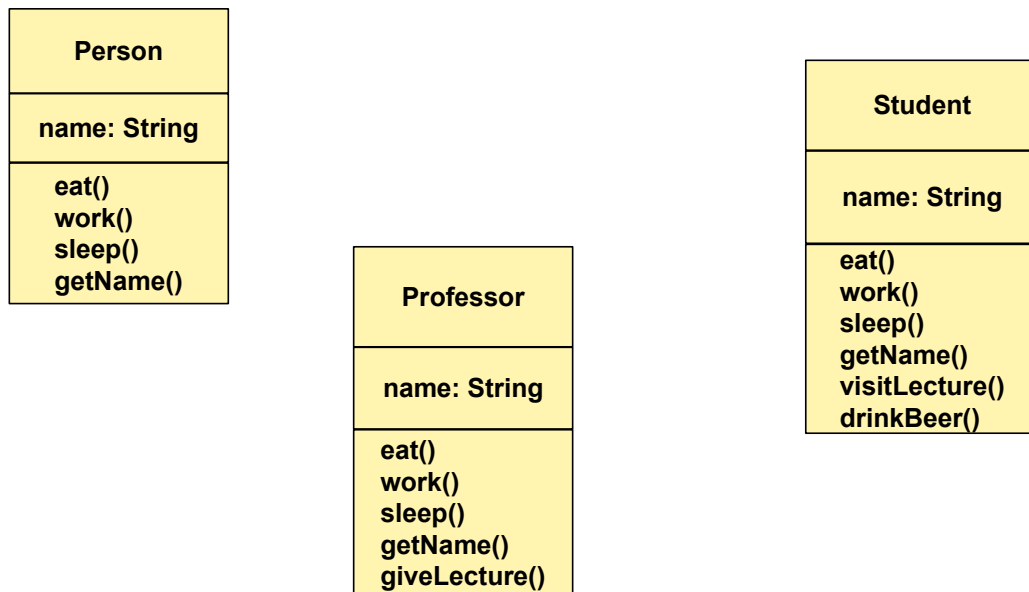 Person
name: String
eat()
work()
sleep()
getName()
Professor
name: String
eat()
work()
sleep()
getName()
giveLecture()
Student
name: String
eat()
work()
sleep()
getName()
visitLecture()
drinkBeer()